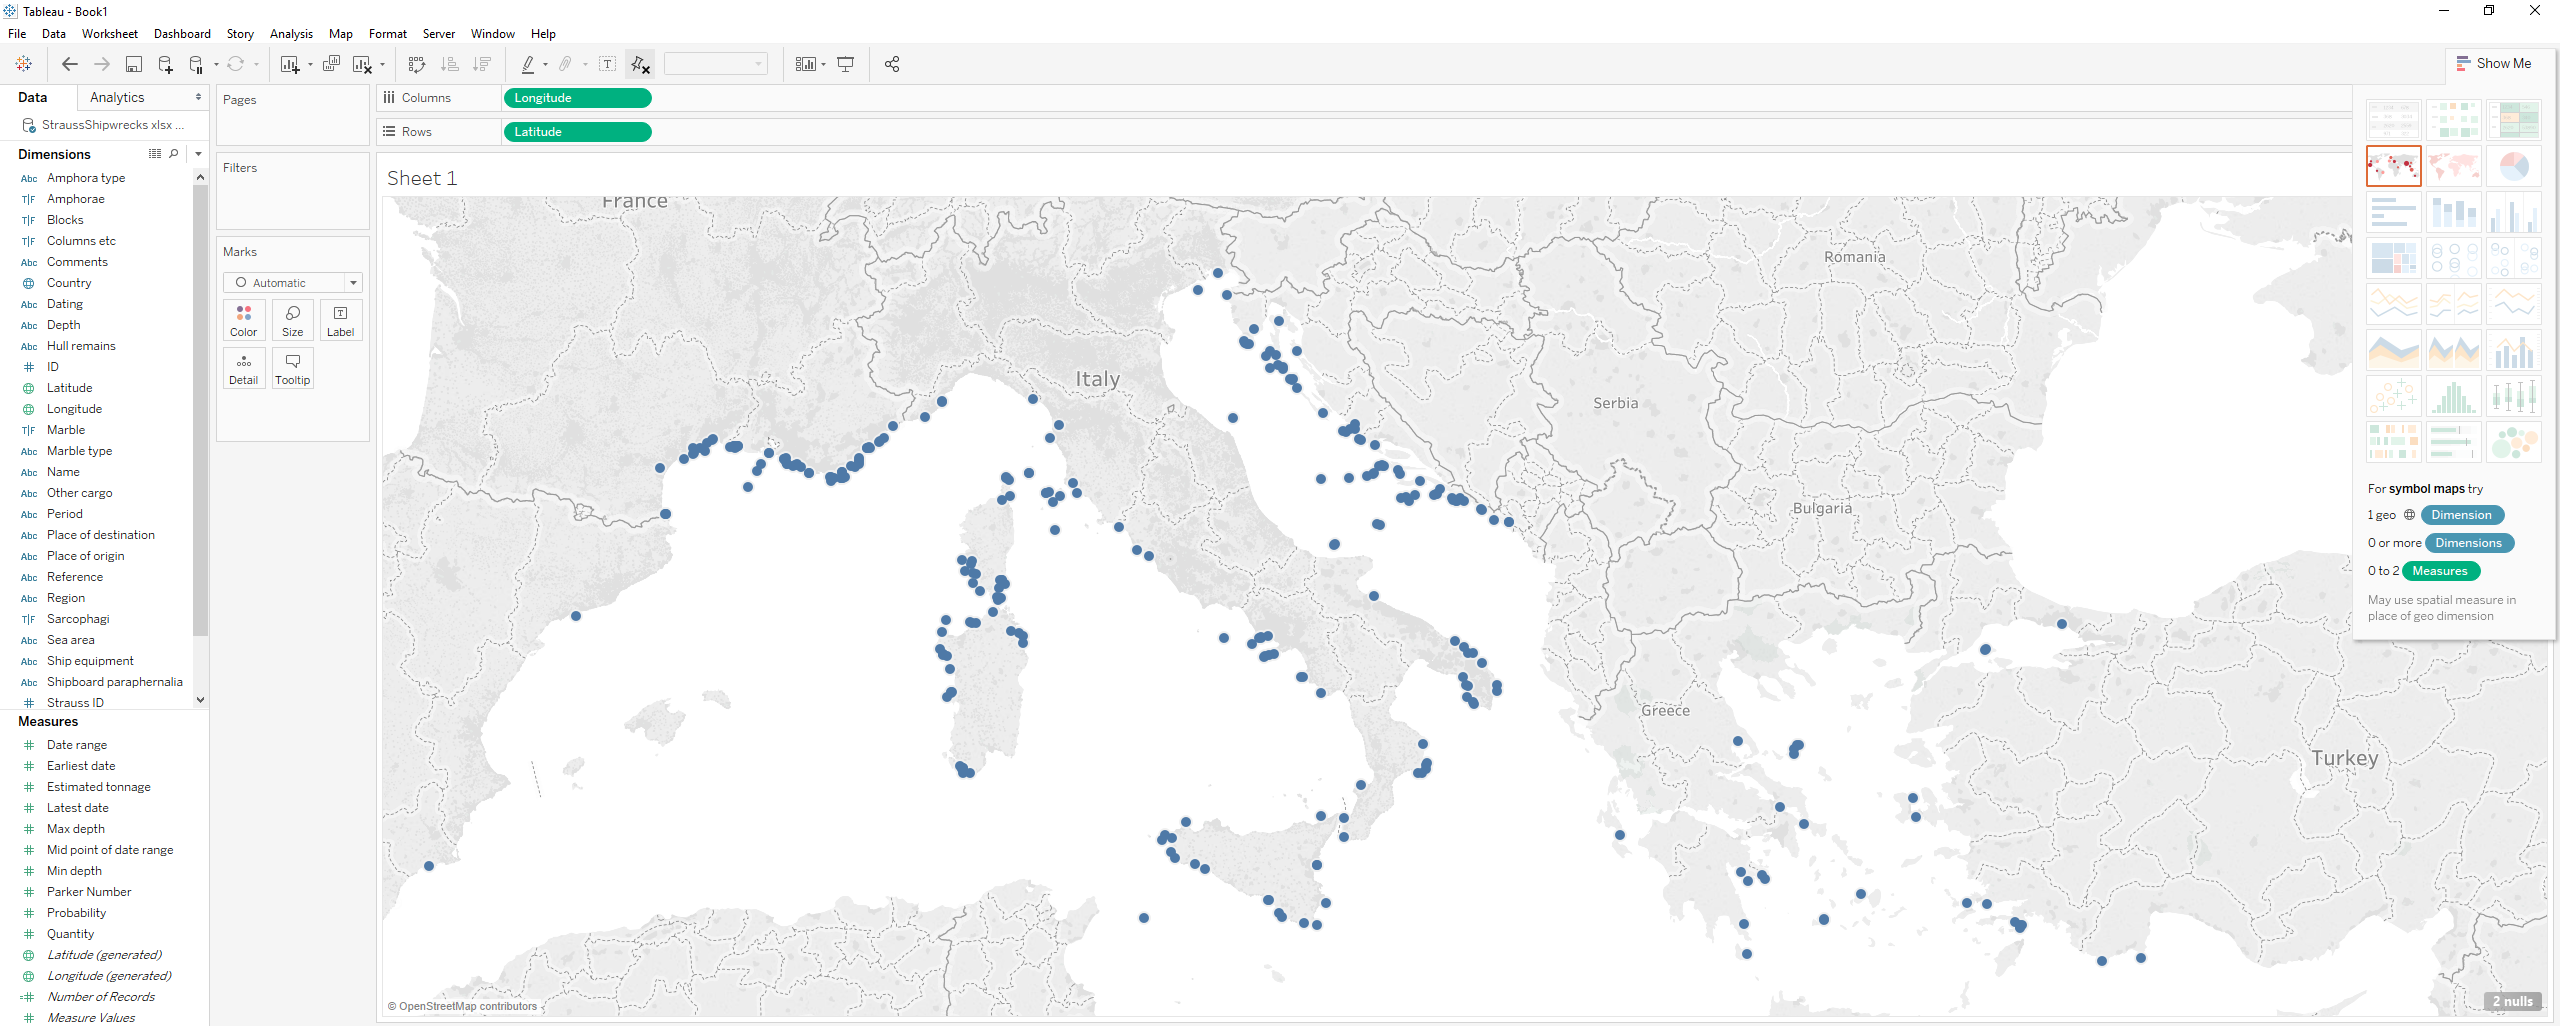 Tableau - Book1
File Data Worksheet Dashboard Story Analysis Map Format Server Window Help
Show Me
Data Analytics
StraussShipwrecks xlsx ...
Dimensions
Abc Amphora type
T|F Amphorae
T|F Blocks
T|F Columns etc
Abc Comments
Country
Abc Dating
Abc Depth
Abc Hull remains
# ID
Latitude
Longitude
T|F Marble
Abc Marble type
Abc Name
Abc Other cargo
Abc Period
Abc Place of destination
Abc Place of origin
Abc Reference
Abc Region
T|F Sarcophagi
Abc Sea area
Abc Ship equipment
Abc Shipboard paraphernalia
# Strauss ID
Measures
# Date range
# Earliest date
# Estimated tonnage
# Latest date
# Max depth
# Mid point of date range
# Min depth
# Parker Number
# Probability
# Quantity
Latitude (generated)
Longitude (generated)
=# Number of Records
# Measure Values
Pages
Filters
Marks
Automatic
Color Size Label
Detail Tooltip
Columns Longitude
Rows Latitude
Sheet 1
France
Romania
Italy
Serbia
Bulgaria
Greece
Turkey
© OpenStreetMap contributors
2 nulls
For symbol maps try
1 geo Dimension
0 or more Dimensions
0 to 2 Measures
May use spatial measure in
place of geo dimension